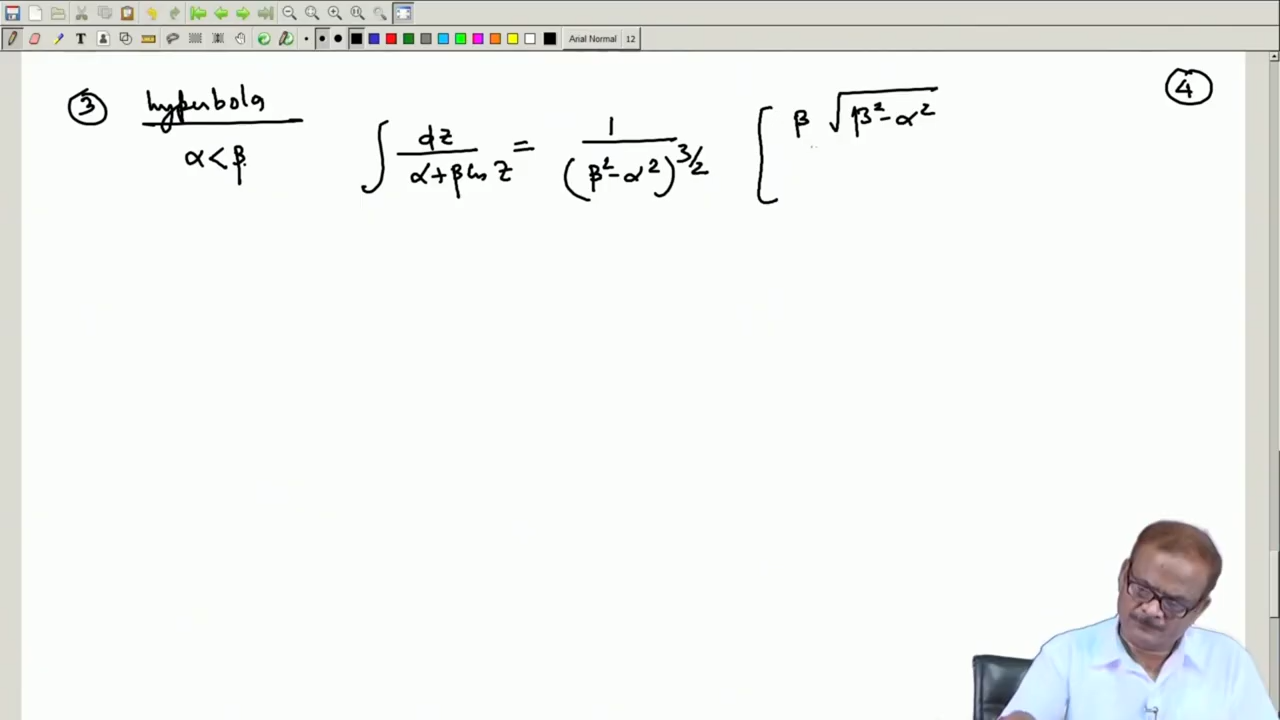 Arial Normal 12
③ hyperbola
④
α < β
∫ dz / (α + β cos z) = 1 / (β² - α²)^{3/2} [ β √(β² - α²)